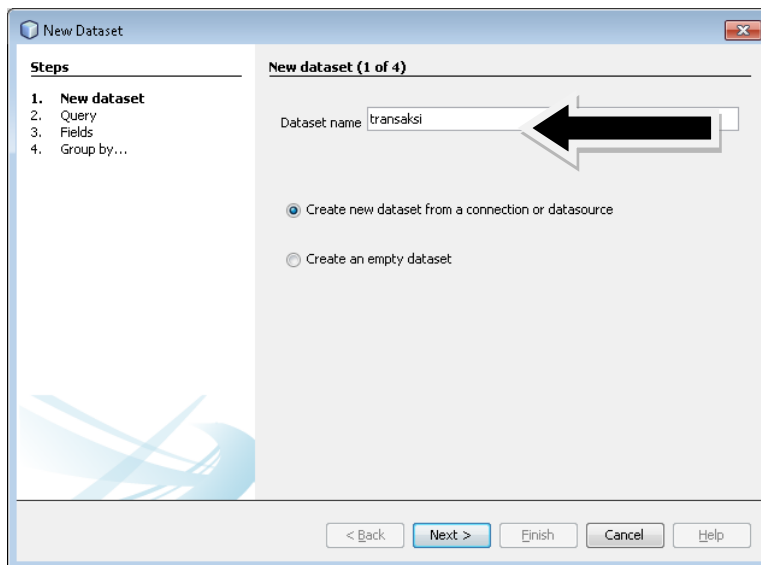 New Dataset
Steps
1. New dataset
2. Query
3. Fields
4. Group by...
New dataset (1 of 4)
Dataset name transaksi
Create new dataset from a connection or datasource
Create an empty dataset
< Back Next > Finish Cancel Help